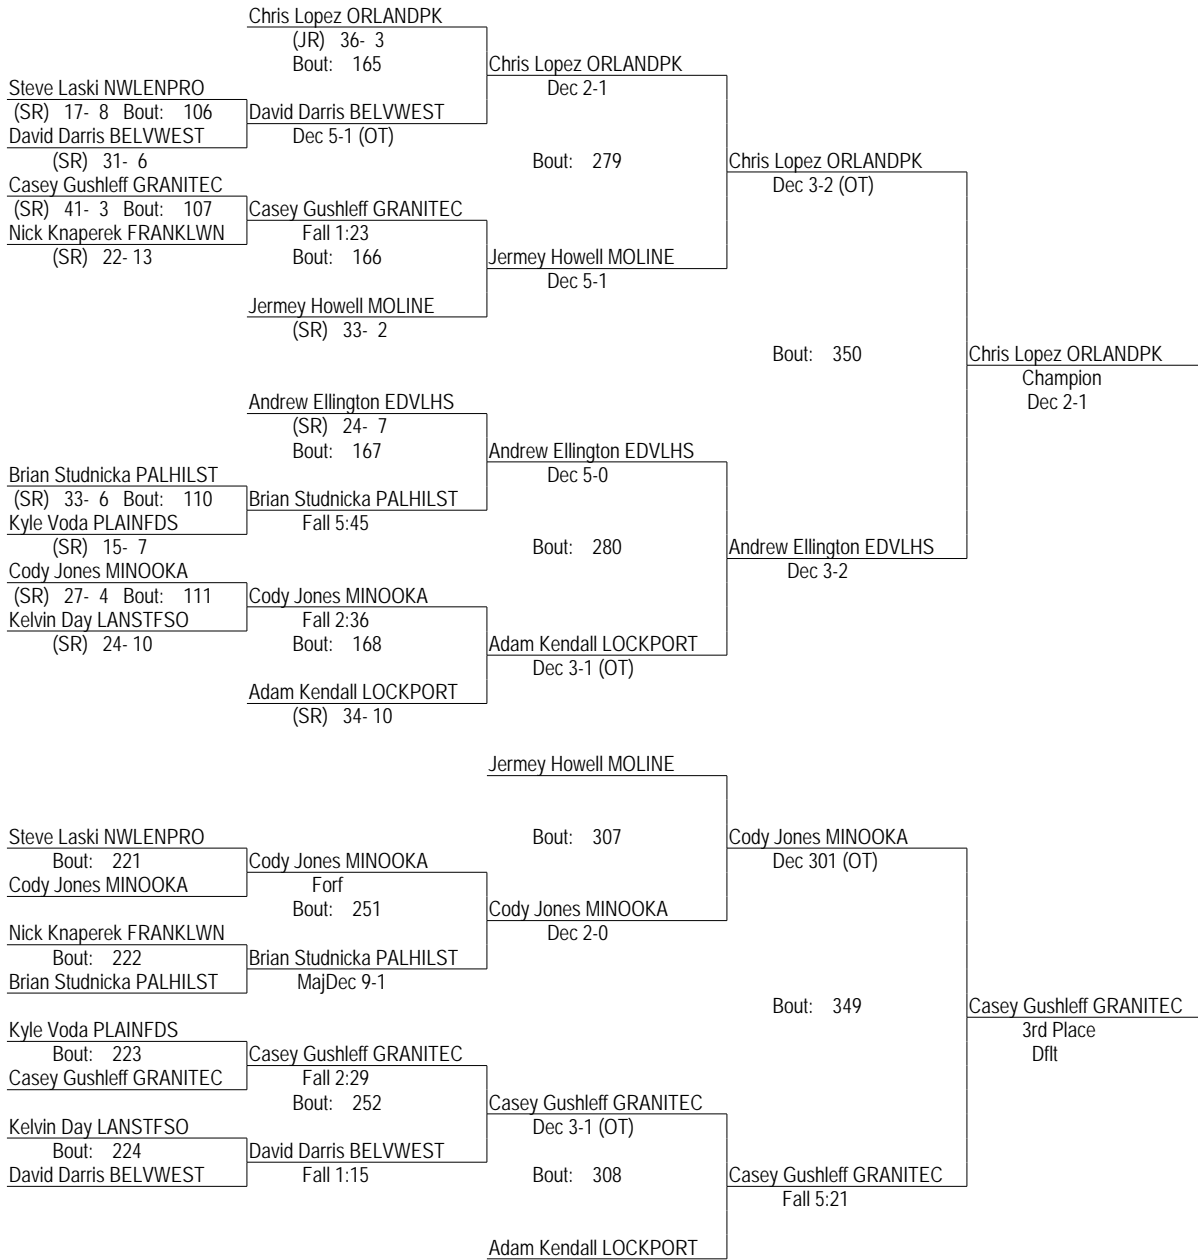 Chris Lopez ORLANDPK
(JR) 36- 3
Bout: 165
Chris Lopez ORLANDPK
Dec 2-1
Steve Laski NWLENPRO
(SR) 17- 8 Bout: 106
David Darris BELVWEST
David Darris BELVWEST
Dec 5-1 (OT)
(SR) 31- 6
Bout: 279
Chris Lopez ORLANDPK
Dec 3-2 (OT)
Casey Gushleff GRANITEC
(SR) 41- 3 Bout: 107
Casey Gushleff GRANITEC
Nick Knaperek FRANKLWN
Fall 1:23
(SR) 22- 13
Bout: 166
Jermey Howell MOLINE
Dec 5-1
Jermey Howell MOLINE
(SR) 33- 2
Bout: 350
Chris Lopez ORLANDPK
Champion
Dec 2-1
Andrew Ellington EDVLHS
(SR) 24- 7
Bout: 167
Andrew Ellington EDVLHS
Dec 5-0
Brian Studnicka PALHILST
(SR) 33- 6 Bout: 110
Brian Studnicka PALHILST
Kyle Voda PLAINFDS
Fall 5:45
(SR) 15- 7
Bout: 280
Andrew Ellington EDVLHS
Dec 3-2
Cody Jones MINOOKA
(SR) 27- 4 Bout: 111
Cody Jones MINOOKA
Kelvin Day LANSTFSO
Fall 2:36
(SR) 24- 10
Bout: 168
Adam Kendall LOCKPORT
Dec 3-1 (OT)
Adam Kendall LOCKPORT
(SR) 34- 10
Jermey Howell MOLINE
Steve Laski NWLENPRO
Bout: 307
Cody Jones MINOOKA
Bout: 221
Cody Jones MINOOKA
Dec 301 (OT)
Cody Jones MINOOKA
Forf
Bout: 251
Cody Jones MINOOKA
Dec 2-0
Nick Knaperek FRANKLWN
Bout: 222
Brian Studnicka PALHILST
Brian Studnicka PALHILST
MajDec 9-1
Bout: 349
Casey Gushleff GRANITEC
3rd Place
Dflt
Kyle Voda PLAINFDS
Bout: 223
Casey Gushleff GRANITEC
Casey Gushleff GRANITEC
Fall 2:29
Bout: 252
Casey Gushleff GRANITEC
Dec 3-1 (OT)
Kelvin Day LANSTFSO
Bout: 224
David Darris BELVWEST
David Darris BELVWEST
Fall 1:15
Bout: 308
Casey Gushleff GRANITEC
Fall 5:21
Adam Kendall LOCKPORT